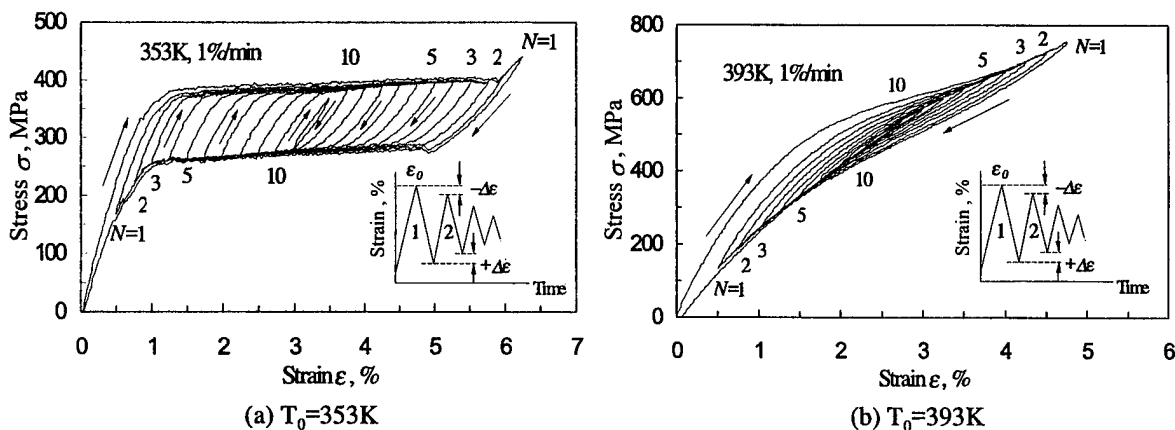 500
400
300
200
100
0
Stress σ, MPa
353K, 1%/min
10
5
3
2
N=1
3
5
10
2
N=1
ε₀
−Δε
Strain, %
1
2
+Δε
Time
0
1
2
3
4
5
6
7
Strain ε, %
(a) T₀=353K
800
600
400
200
0
Stress σ, MPa
393K, 1%/min
10
5
3
2
N=1
10
5
3
2
N=1
ε₀
−Δε
Strain, %
1
2
+Δε
Time
0
1
2
3
4
5
6
Strain ε, %
(b) T₀=393K